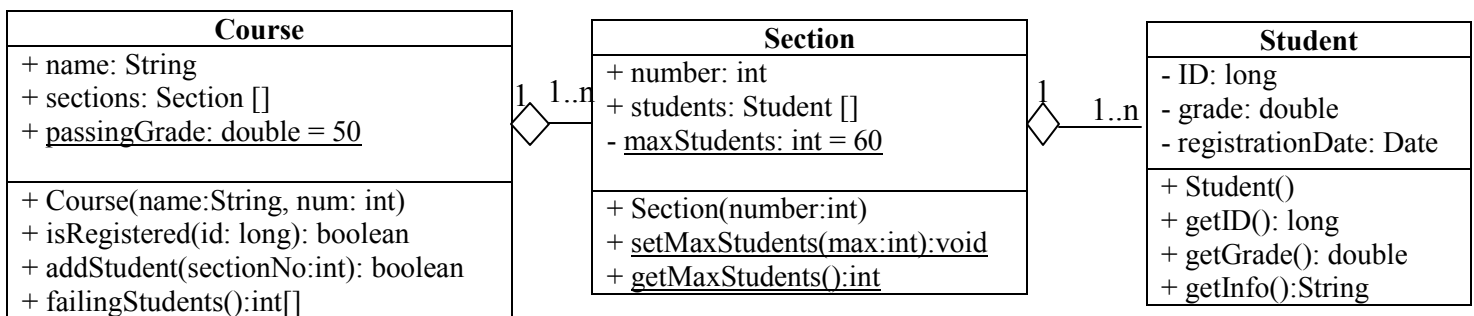 Course
+ name: String
+ sections: Section []
+ passingGrade: double = 50
+ Course(name:String, num: int)
+ isRegistered(id: long): boolean
+ addStudent(sectionNo:int): boolean
+ failingStudents():int[]
1
1..n
Section
+ number: int
+ students: Student []
- maxStudents: int = 60
+ Section(number:int)
+ setMaxStudents(max:int):void
+ getMaxStudents():int
1
1..n
Student
- ID: long
- grade: double
- registrationDate: Date
+ Student()
+ getID(): long
+ getGrade(): double
+ getInfo():String